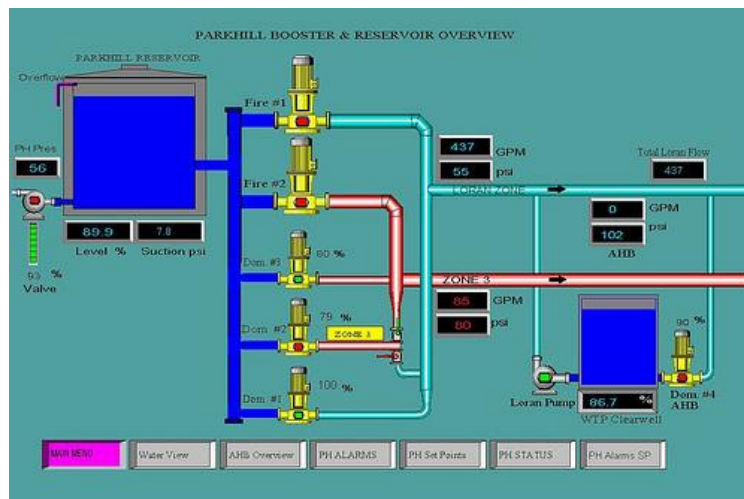 PARKHILL BOOSTER & RESERVOIR OVERVIEW
PARKHILL RESERVOIR
Overflow
PH Pres
56
93 %
Valve
89.9
Level %
7.8
Suction psi
Fire #1
Fire #2
Dom #3
80 %
Dom. #2
79 %
ZONE 3
Dom. #1
100 %
437 GPM
55 psi
LORAN ZONE
Total Loran Flow
437
0 GPM
102 psi
AHB
ZONE 3
85 GPM
80 psi
Loran Pump
86.7 %
WTP Clearwell
90 %
Dom. #4
AHB
MAIN MENU
Water View
AHB Overview
PH ALARMS
PH Set Points
PH STATUS
PH Alarms SP